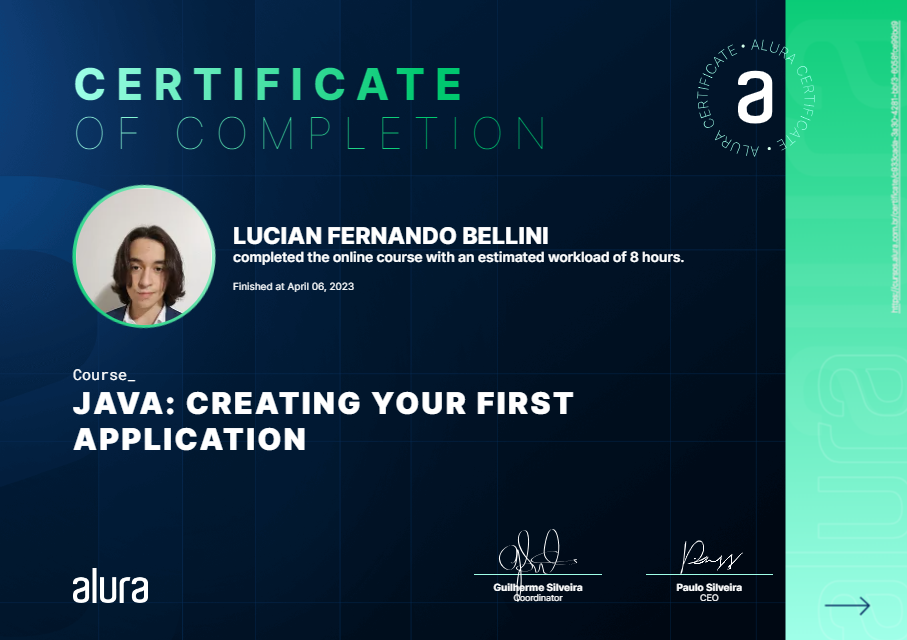 CERTIFICATE
OF COMPLETION
ALURA CERTIFICATE • ALURA CERTIFICATE •
a
LUCIAN FERNANDO BELLINI
completed the online course with an estimated workload of 8 hours.
Finished at April 06, 2023
Course_
JAVA: CREATING YOUR FIRST
APPLICATION
Guilherme Silveira
Coordinator
Paulo Silveira
CEO
alura
alura